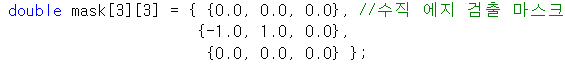 double mask[3][3] = { {0.0, 0.0, 0.0}, //수직 에지 검출 마스크
{-1.0, 1.0, 0.0},
{0.0, 0.0, 0.0} };